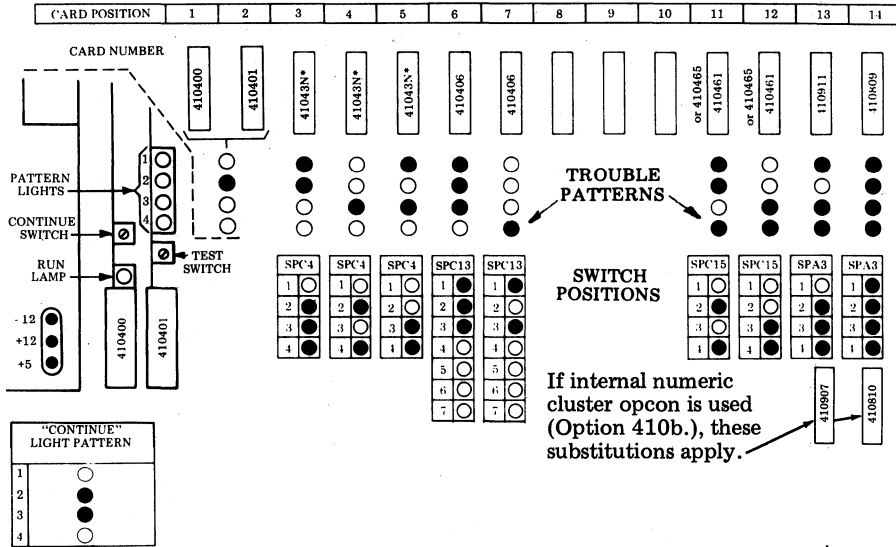 CARD POSITION 1 2 3 4 5 6 7 8 9 10 11 12 13 14
CARD NUMBER
410400
410401
41043N*
41043N*
41043N*
410406
410406
or 410465
410461
or 410465
410461
410911
410809
PATTERN
LIGHTS
1
2
3
4
CONTINUE
SWITCH
RUN
LAMP
TEST
SWITCH
- 12
+12
+5
410400
410401
TROUBLE
PATTERNS
SWITCH
POSITIONS
SPC4
1
2
3
4
SPC4
1
2
3
4
SPC4
1
2
3
4
SPC13
1
2
3
4
5
6
7
SPC13
1
2
3
4
5
6
7
SPC15
1
2
3
4
SPC15
1
2
3
4
SPA3
1
2
3
4
SPA3
1
2
3
4
If internal numeric
cluster opcon is used
(Option 410b.), these
substitutions apply.
410907
410810
"CONTINUE"
LIGHT PATTERN
1
2
3
4